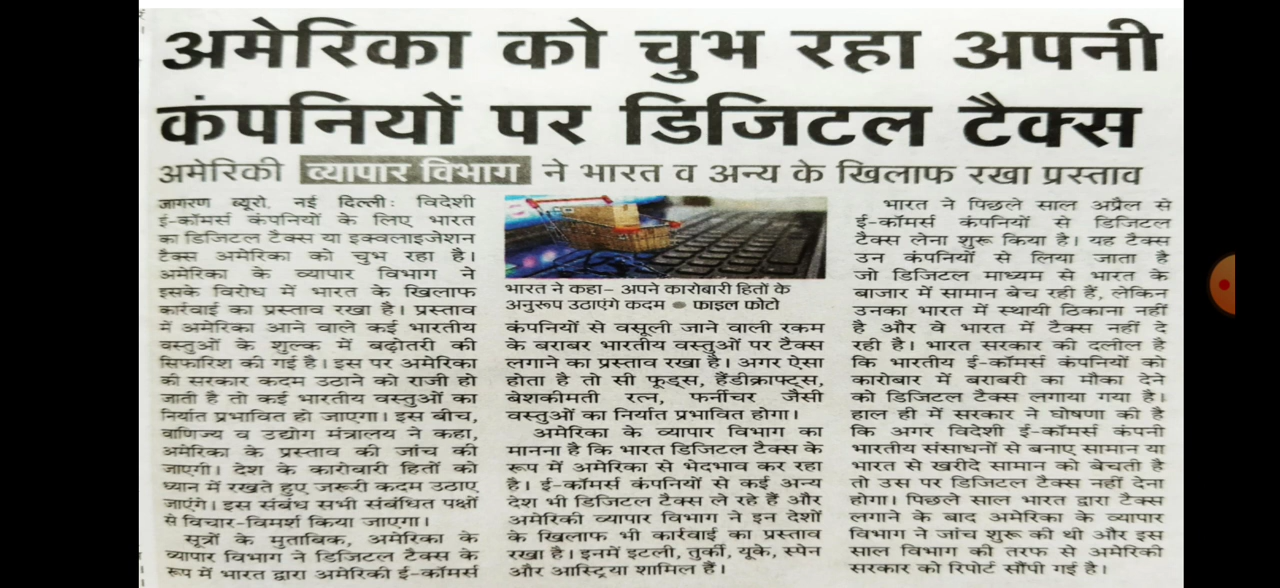 अमेरिका को चुभ रहा अपनी
कंपनियों पर डिजिटल टैक्स
अमेरिकी व्यापार विभाग ने भारत व अन्य के खिलाफ रखा प्रस्ताव
जागरण ब्यूरो, नई दिल्ली: विदेशी
ई-कॉमर्स कंपनियों के लिए भारत
का डिजिटल टैक्स या इक्वलाइजेशन
टैक्स अमेरिका को चुभ रहा है।
अमेरिका के व्यापार विभाग ने
इसके विरोध में भारत के खिलाफ
कार्रवाई का प्रस्ताव रखा है। प्रस्ताव
में अमेरिका आने वाले कई भारतीय
वस्तुओं के शुल्क में बढ़ोतरी की
सिफारिश की गई है। इस पर अमेरिका
की सरकार कदम उठाने को राजी हो
जाती है तो कई भारतीय वस्तुओं का
निर्यात प्रभावित हो जाएगा। इस बीच,
वाणिज्य व उद्योग मंत्रालय ने कहा,
अमेरिका के प्रस्ताव की जांच की
जाएगी। देश के कारोबारी हितों को
ध्यान में रखते हुए जरूरी कदम उठाए
जाएंगे। इस संबंध सभी संबंधित पक्षों
से विचार-विमर्श किया जाएगा।
सूत्रों के मुताबिक, अमेरिका के
व्यापार विभाग ने डिजिटल टैक्स के
रूप में भारत द्वारा अमेरिकी ई-कॉमर्स
भारत ने कहा- अपने कारोबारी हितों के
अनुरूप उठाएंगे कदम ● फाइल फोटो
कंपनियों से वसूली जाने वाली रकम
के बराबर भारतीय वस्तुओं पर टैक्स
लगाने का प्रस्ताव रखा है। अगर ऐसा
होता है तो सी फूड्स, हैंडीक्राफ्ट्स,
बेशकीमती रत्न, फर्नीचर जैसी
वस्तुओं का निर्यात प्रभावित होगा।
अमेरिका के व्यापार विभाग का
मानना है कि भारत डिजिटल टैक्स के
रूप में अमेरिका से भेदभाव कर रहा
है। ई-कॉमर्स कंपनियों से कई अन्य
देश भी डिजिटल टैक्स ले रहे हैं और
अमेरिकी व्यापार विभाग ने इन देशों
के खिलाफ भी कार्रवाई का प्रस्ताव
रखा है। इनमें इटली, तुर्की, यूके, स्पेन
और आस्ट्रिया शामिल हैं।
भारत ने पिछले साल अप्रैल से
ई-कॉमर्स कंपनियों से डिजिटल
टैक्स लेना शुरू किया है। यह टैक्स
उन कंपनियों से लिया जाता है
जो डिजिटल माध्यम से भारत के
बाजार में सामान बेच रही हैं, लेकिन
उनका भारत में स्थायी ठिकाना नहीं
है और वे भारत में टैक्स नहीं दे
रही है। भारत सरकार की दलील है
कि भारतीय ई-कॉमर्स कंपनियों को
कारोबार में बराबरी का मौका देने
को डिजिटल टैक्स लगाया गया है।
हाल ही में सरकार ने घोषणा की है
कि अगर विदेशी ई-कॉमर्स कंपनी
भारतीय संसाधनों से बनाए सामान या
भारत से खरीदे सामान को बेचती है
तो उस पर डिजिटल टैक्स नहीं देना
होगा। पिछले साल भारत द्वारा टैक्स
लगाने के बाद अमेरिका के व्यापार
विभाग ने जांच शुरू की थी और इस
साल विभाग की तरफ से अमेरिकी
सरकार को रिपोर्ट सौंपी गई है।